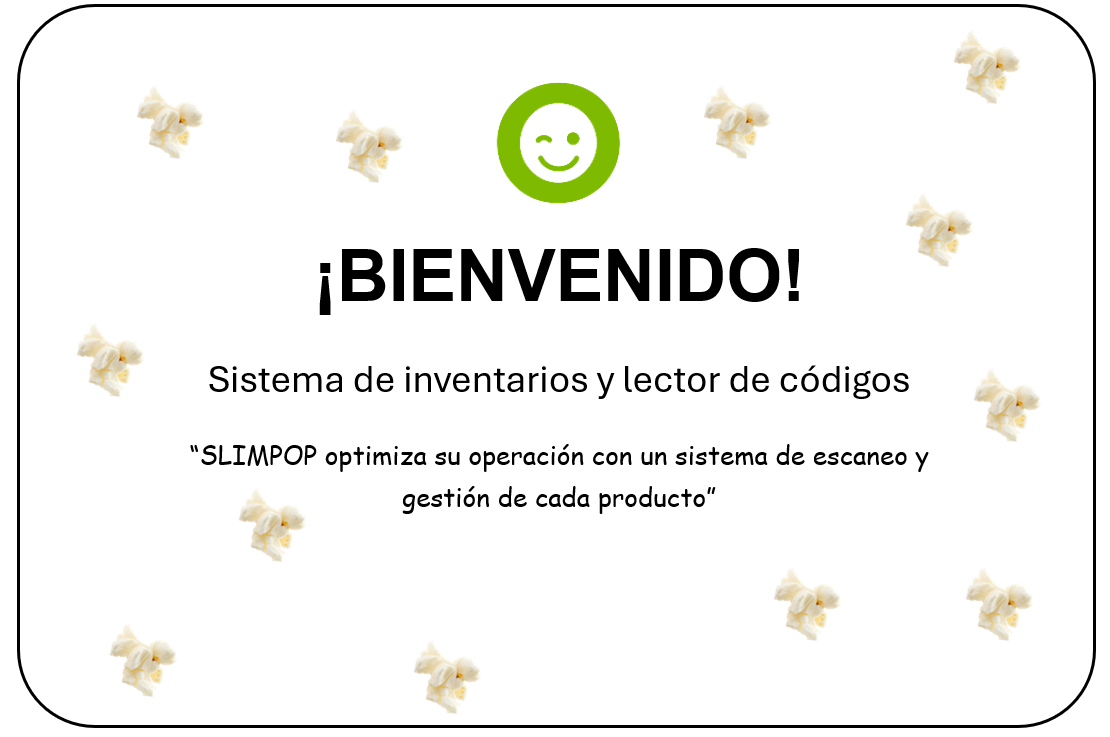 ¡BIENVENIDO!
Sistema de inventarios y lector de códigos
“SLIMPOP optimiza su operación con un sistema de escaneo y
gestión de cada producto”